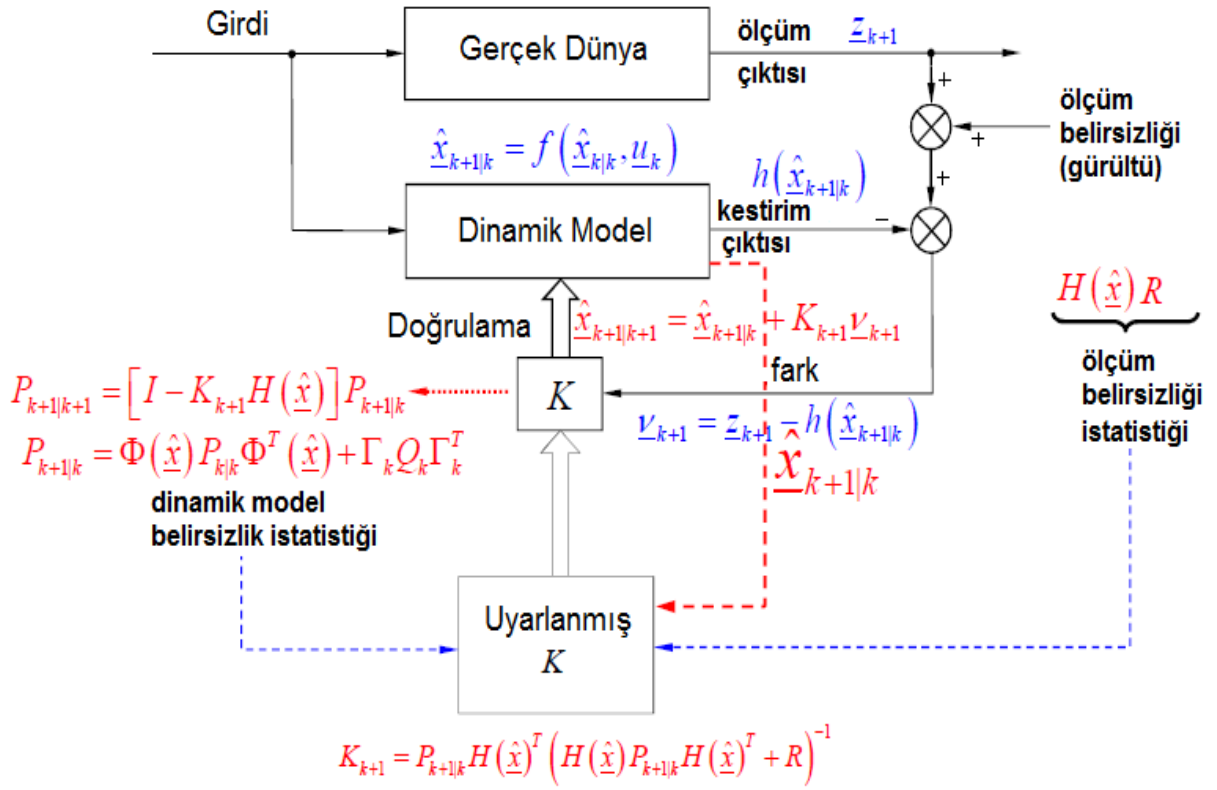 Girdi
Gerçek Dünya
ölçüm
çıktısı
z_{k+1}
+
+
ölçüm
belirsizliği
(gürültü)
x̂_{k+1|k} = f(x̂_{k|k}, u_k)
h(x̂_{k+1|k})
+
Dinamik Model
kestirim
çıktısı
−
H(x̂) R
Doğrulama
x̂_{k+1|k+1} = x̂_{k+1|k} + K_{k+1} ν_{k+1}
ölçüm
belirsizliği
istatistiği
fark
K
P_{k+1|k+1} = [I − K_{k+1} H(x̂)] P_{k+1|k}
ν_{k+1} = z_{k+1} − h(x̂_{k+1|k})
P_{k+1|k} = Φ(x̂) P_{k|k} Φ^T(x̂) + Γ_k Q_k Γ_k^T
x̂_{k+1|k}
dinamik model
belirsizlik istatistiği
Uyarlanmış
K
K_{k+1} = P_{k+1|k} H(x̂)^T (H(x̂) P_{k+1|k} H(x̂)^T + R)^{−1}